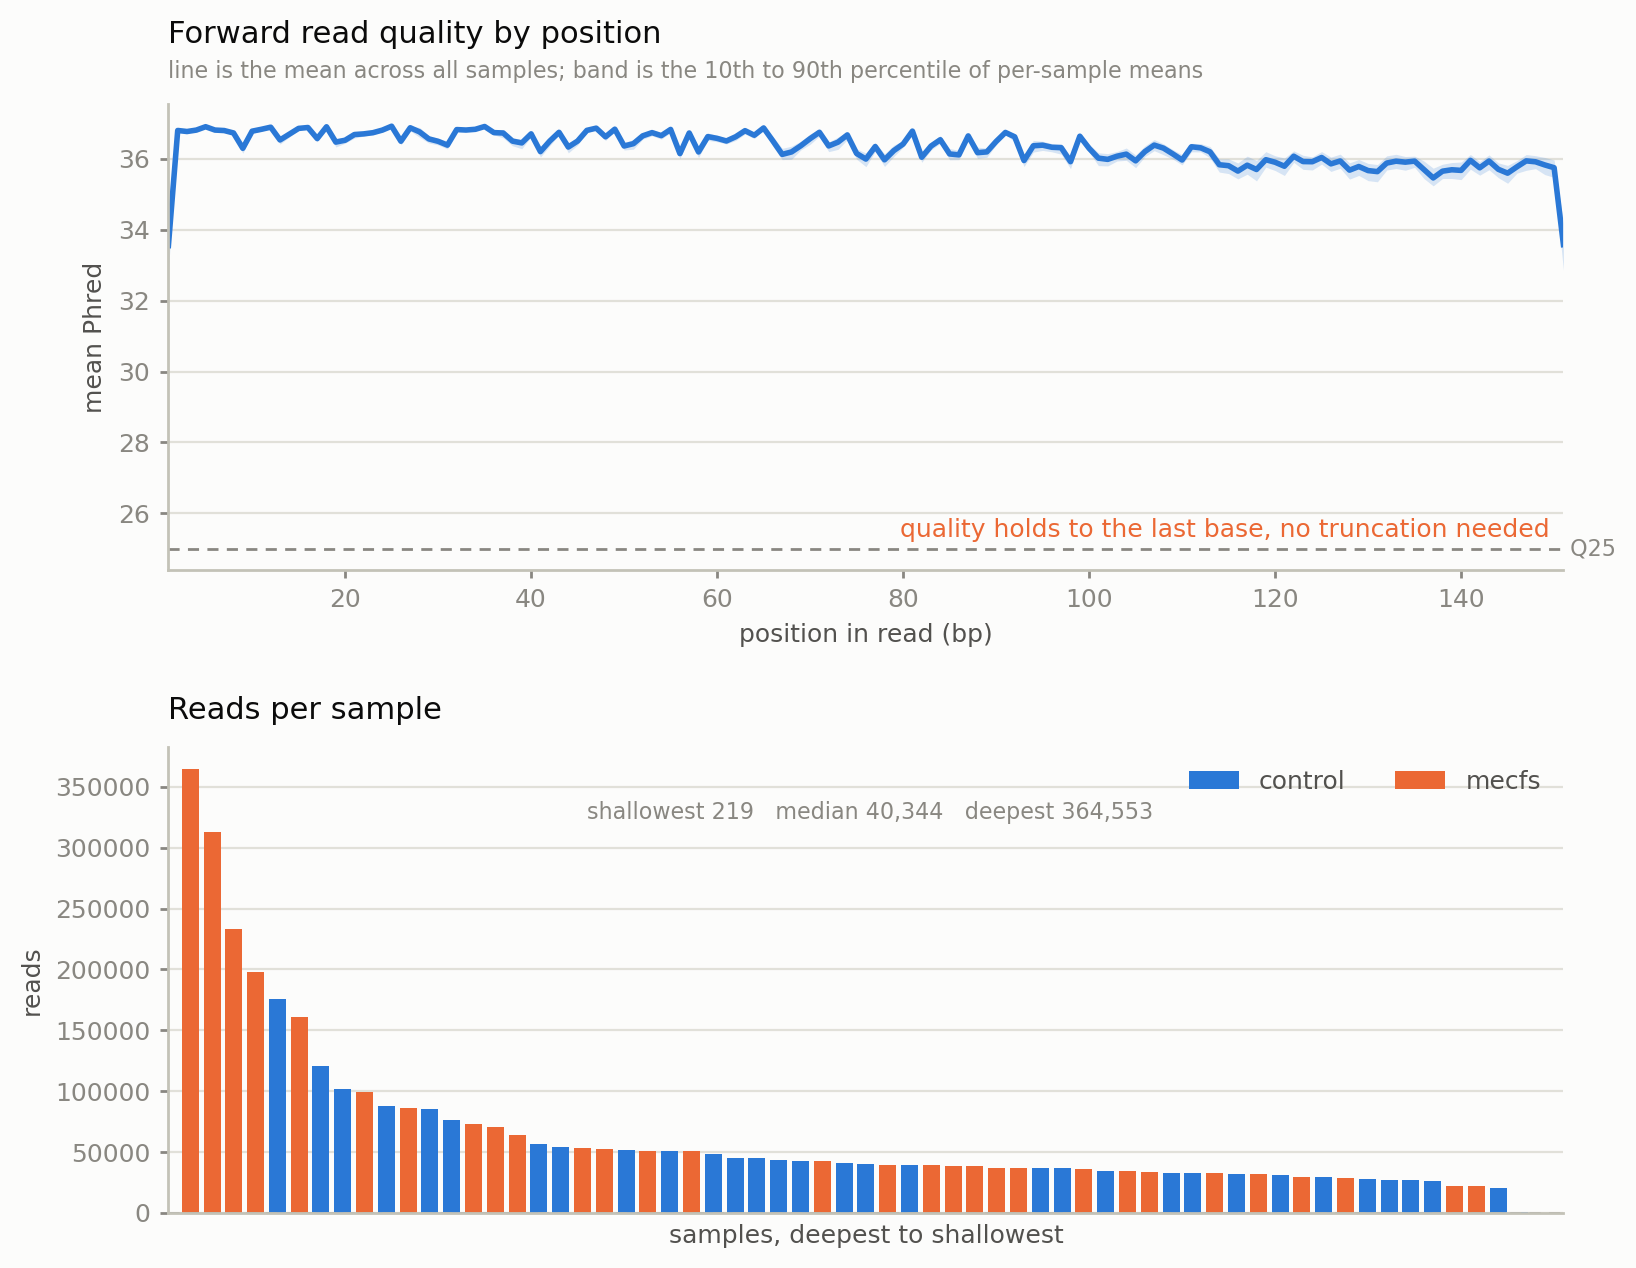 Forward read quality by position
line is the mean across all samples; band is the 10th to 90th percentile of per-sample means
36
34
32
30
28
26
mean Phred
quality holds to the last base, no truncation needed
Q25
20 40 60 80 100 120 140
position in read (bp)
Reads per sample
350000
300000
250000
200000
150000
100000
50000
0
reads
control mecfs
shallowest 219 median 40,344 deepest 364,553
samples, deepest to shallowest